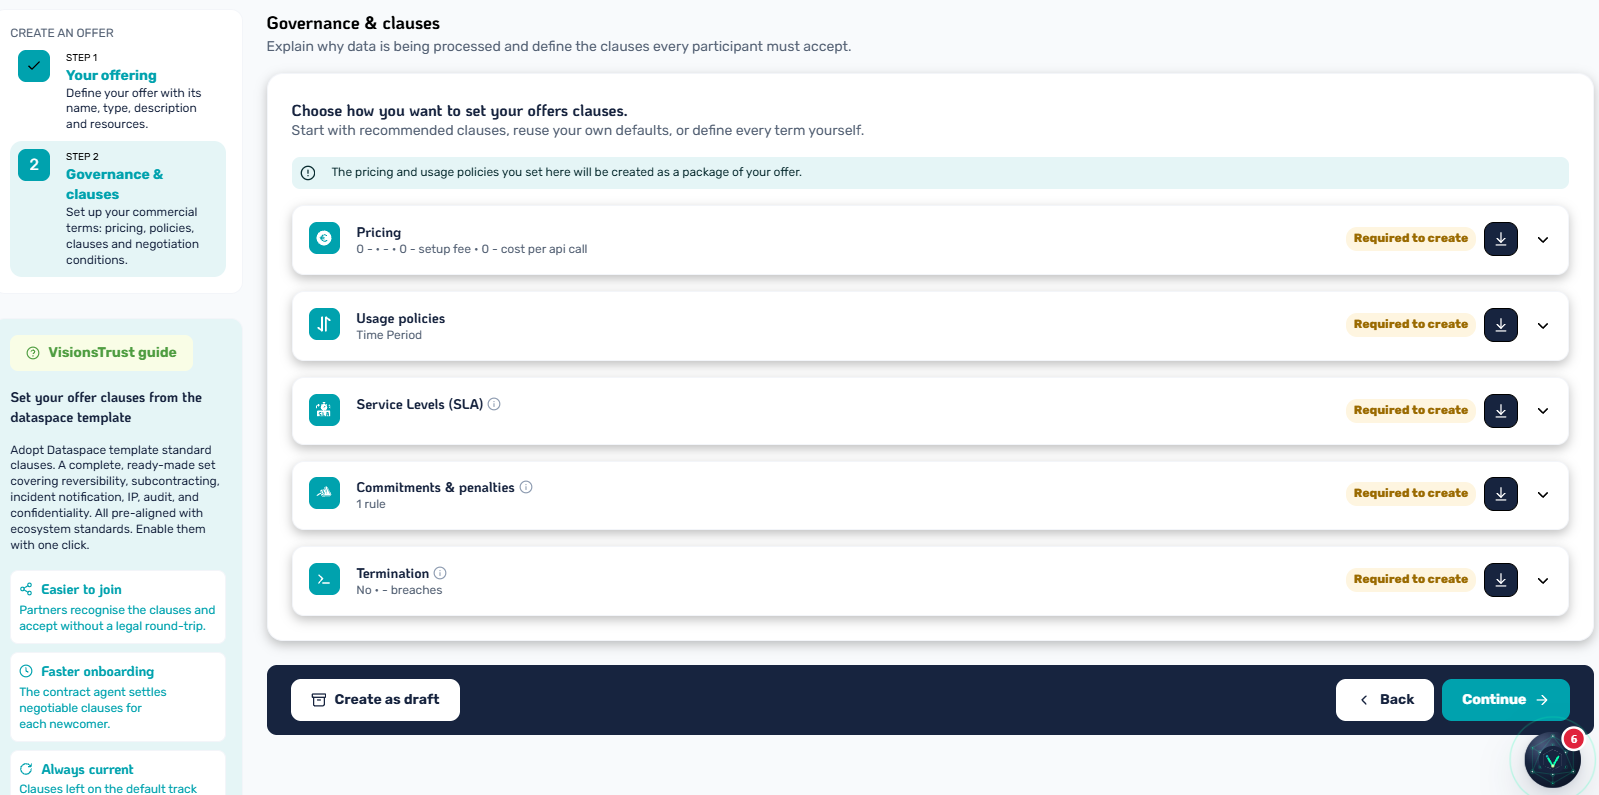 CREATE AN OFFER
STEP 1
Your offering
Define your offer with its
name, type, description
and resources.
2
STEP 2
Governance &
clauses
Set up your commercial
terms: pricing, policies,
clauses and negotiation
conditions.
VisionsTrust guide
Set your offer clauses from the
dataspace template
Adopt Dataspace template standard
clauses. A complete, ready-made set
covering reversibility, subcontracting,
incident notification, IP, audit, and
confidentiality. All pre-aligned with
ecosystem standards. Enable them
with one click.
Easier to join
Partners recognise the clauses and
accept without a legal round-trip.
Faster onboarding
The contract agent settles
negotiable clauses for
each newcomer.
Always current
Clauses left on the default track
Governance & clauses
Explain why data is being processed and define the clauses every participant must accept.
Choose how you want to set your offers clauses.
Start with recommended clauses, reuse your own defaults, or define every term yourself.
The pricing and usage policies you set here will be created as a package of your offer.
Pricing
0 - • - • 0 - setup fee • 0 - cost per api call
Required to create
Usage policies
Time Period
Required to create
Service Levels (SLA)
Required to create
Commitments & penalties
1 rule
Required to create
Termination
No • - breaches
Required to create
Create as draft
Back
Continue
6